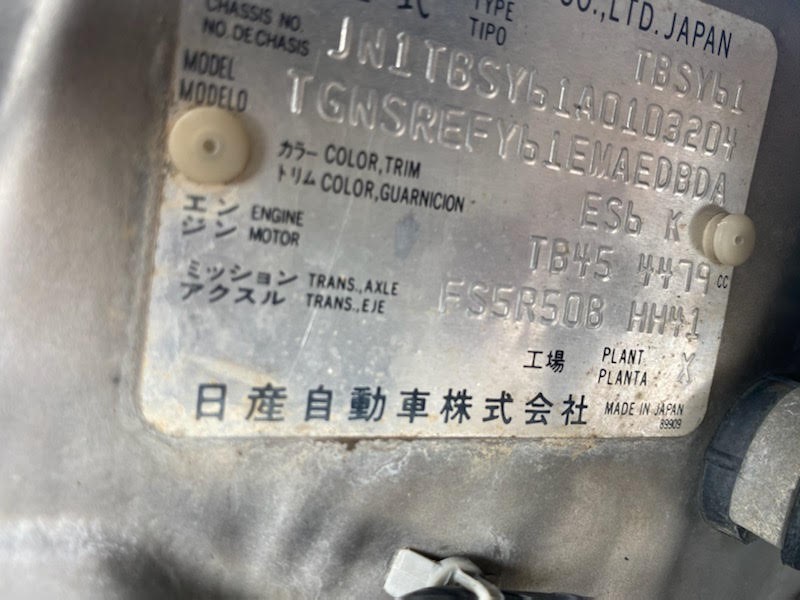 式 TYPE CO.,LTD. JAPAN
TIPO TBSY61
CHASSIS NO. JN1TBSY61A0103204
NO. DE CHASIS
MODEL TGNSREFY61EMAEDBDA
MODELO
カラー COLOR,TRIM ES6 K
トリム COLOR,GUARNICION
エン ENGINE TB45 4479 cc
ジン MOTOR
ミッション TRANS.,AXLE FS5R50B HH41
アクスル TRANS.,EJE
工場 PLANT X
PLANTA
日産自動車株式会社 MADE IN JAPAN
89909